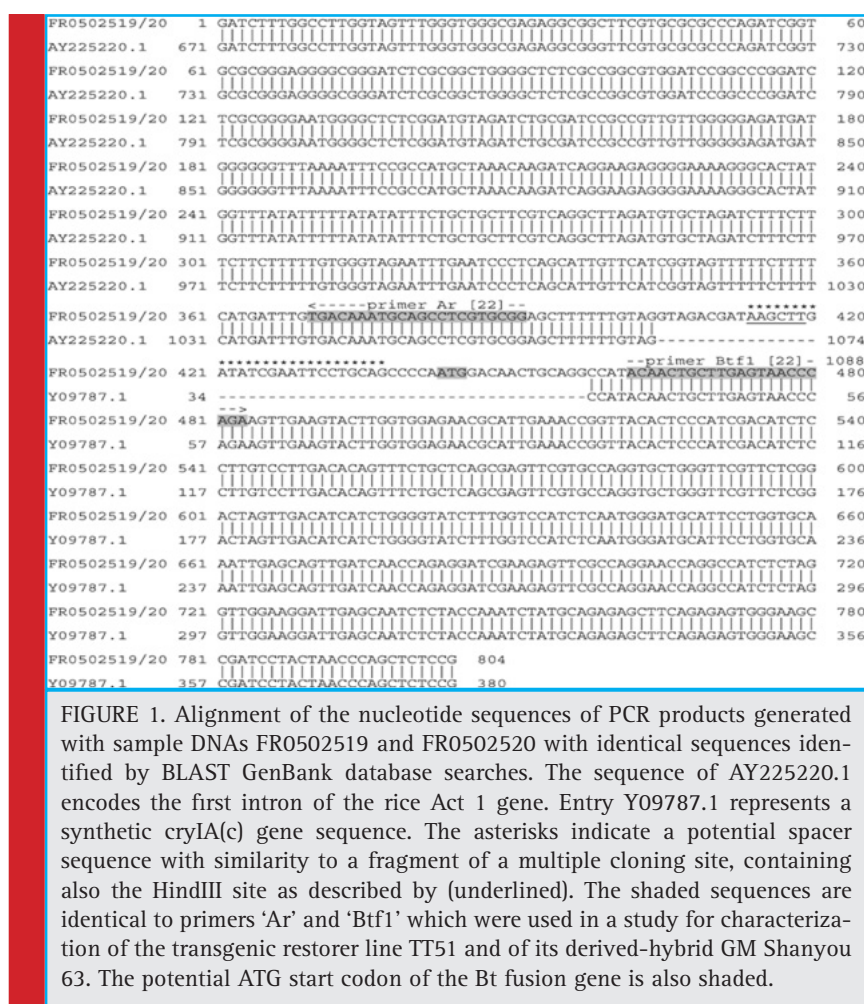 FR0502519/20 1 GATCTTTGGCCTTGGTAGTTTGGGTGGGCGAGAGGCGGCTTCGTGCGCGCCCAGATCGGT 60
AY225220.1 671 GATCTTTGGCCTTGGTAGTTTGGGTGGGCGAGAGGCGGGTTCGTGCGCGCCCAGATCGGT 730
FR0502519/20 61 GCGCGGGAGGGGCGGGATCTCGCGGCTGGGGCTCTCGCCGGCGTGGATCCGGCCCGGATC 120
AY225220.1 731 GCGCGGGAGGGGCGGGATCTCGCGGCTGGGGCTCTCGCCGGCGTGGATCCGGCCCGGATC 790
FR0502519/20 121 TCGCGGGGAATGGGGCTCTCGGATGTAGATCTGCGATCCGCCGTTGTTGGGGGAGATGAT 180
AY225220.1 791 TCGCGGGGAATGGGGCTCTCGGATGTAGATCTGCGATCCGCCGTTGTTGGGGGAGATGAT 850
FR0502519/20 181 GGGGGGTTTAAAATTTCCGCCATGCTAAACAAGATCAGGAAGAGGGGAAAAGGGCACTAT 240
AY225220.1 851 GGGGGGTTTAAAATTTCCGCCATGCTAAACAAGATCAGGAAGAGGGGAAAAGGGCACTAT 910
FR0502519/20 241 GGTTTATATTTTTATATATTTCTGCTGCTTCGTCAGGCTTAGATGTGCTAGATCTTTCTT 300
AY225220.1 911 GGTTTATATTTTTATATATTTCTGCTGCTTCGTCAGGCTTAGATGTGCTAGATCTTTCTT 970
FR0502519/20 301 TCTTCTTTTTGTGGGTAGAATTTGAATCCCTCAGCATTGTTCATCGGTAGTTTTTCTTTT 360
AY225220.1 971 TCTTCTTTTTGTGGGTAGAATTTGAATCCCTCAGCATTGTTCATCGGTAGTTTTTCTTTT 1030
<-----primer Ar [22]-- ********
FR0502519/20 361 CATGATTTGTGACAAATGCAGCCTCGTGCGGAGCTTTTTTGTAGGTAGACGATAAGCTTG 420
AY225220.1 1031 CATGATTTGTGACAAATGCAGCCTCGTGCGGAGCTTTTTTGTAG---------------- 1074
***************** --primer Btf1 [22]- 1088
FR0502519/20 421 ATATCGAATTCCTGCAGCCCCAATGGACAACTGCAGGCCATACAACTGCTTGAGTAACCC 480
Y09787.1 34 -------------------------------------CCATACAACTGCTTGAGTAACCC 56
-->
FR0502519/20 481 AGAAGTTGAAGTACTTGGTGGAGAACGCATTGAAACCGGTTACACTCCCATCGACATCTC 540
Y09787.1 57 AGAAGTTGAAGTACTTGGTGGAGAACGCATTGAAACCGGTTACACTCCCATCGACATCTC 116
FR0502519/20 541 CTTGTCCTTGACACAGTTTCTGCTCAGCGAGTTCGTGCCAGGTGCTGGGTTCGTTCTCGG 600
Y09787.1 117 CTTGTCCTTGACACAGTTTCTGCTCAGCGAGTTCGTGCCAGGTGCTGGGTTCGTTCTCGG 176
FR0502519/20 601 ACTAGTTGACATCATCTGGGGTATCTTTGGTCCATCTCAATGGGATGCATTCCTGGTGCA 660
Y09787.1 177 ACTAGTTGACATCATCTGGGGTATCTTTGGTCCATCTCAATGGGATGCATTCCTGGTGCA 236
FR0502519/20 661 AATTGAGCAGTTGATCAACCAGAGGATCGAAGAGTTCGCCAGGAACCAGGCCATCTCTAG 720
Y09787.1 237 AATTGAGCAGTTGATCAACCAGAGGATCGAAGAGTTCGCCAGGAACCAGGCCATCTCTAG 296
FR0502519/20 721 GTTGGAAGGATTGAGCAATCTCTACCAAATCTATGCAGAGAGCTTCAGAGAGTGGGAAGC 780
Y09787.1 297 GTTGGAAGGATTGAGCAATCTCTACCAAATCTATGCAGAGAGCTTCAGAGAGTGGGAAGC 356
FR0502519/20 781 CGATCCTACTAACCCAGCTCTCCG 804
Y09787.1 357 CGATCCTACTAACCCAGCTCTCCG 380
FIGURE 1. Alignment of the nucleotide sequences of PCR products generated
with sample DNAs FR0502519 and FR0502520 with identical sequences iden-
tified by BLAST GenBank database searches. The sequence of AY225220.1
encodes the first intron of the rice Act 1 gene. Entry Y09787.1 represents a
synthetic cryIA(c) gene sequence. The asterisks indicate a potential spacer
sequence with similarity to a fragment of a multiple cloning site, containing
also the HindIII site as described by (underlined). The shaded sequences are
identical to primers ‘Ar’ and ‘Btf1’ which were used in a study for characteriza-
tion of the transgenic restorer line TT51 and of its derived-hybrid GM Shanyou
63. The potential ATG start codon of the Bt fusion gene is also shaded.